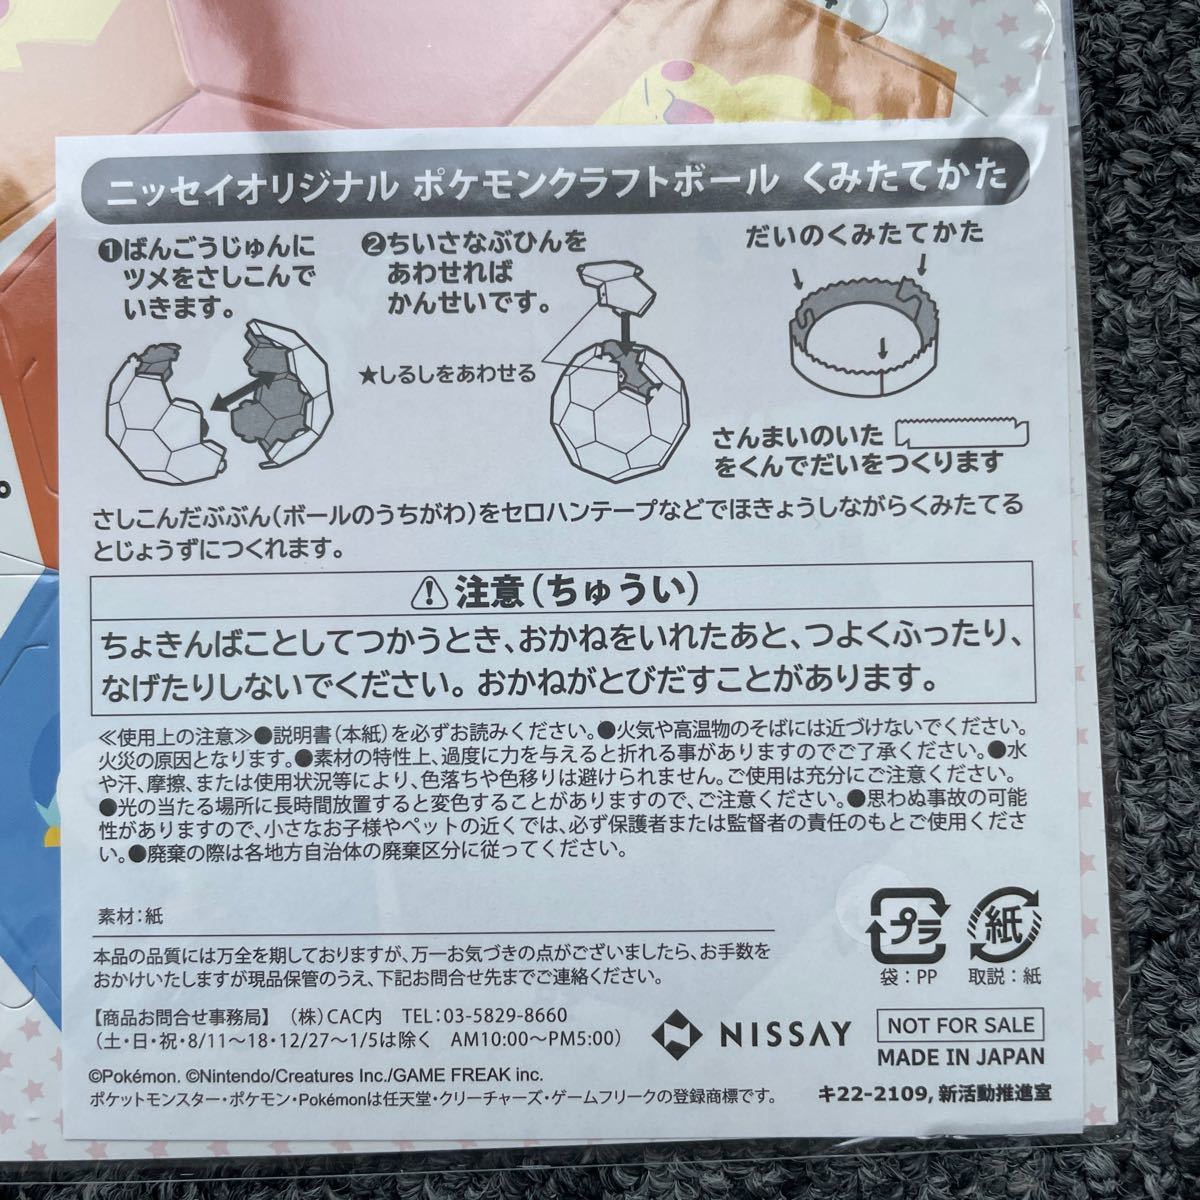 ニッセイオリジナル ポケモンクラフトボール くみたてかた
❶ばんごうじゅんに
ツメをさしこんで
いきます。
❷ちいさなぶひんを
あわせれば
かんせいです。
★しるしをあわせる
だいのくみたてかた
さんまいのいた
をくんでだいをつくります
さしこんだぶぶん(ボールのうちがわ)をセロハンテープなどでほきょうしながらくみたてる
とじょうずにつくれます。
⚠注意(ちゅうい)
ちょきんばことしてつかうとき、おかねをいれたあと、つよくふったり、
なげたりしないでください。おかねがとびだすことがあります。
≪使用上の注意≫●説明書(本紙)を必ずお読みください。●火気や高温物のそばには近づけないでください。
火災の原因となります。●素材の特性上、過度に力を与えると折れる事がありますのでご了承ください。●水
や汗、摩擦、または使用状況等により、色落ちや色移りは避けられません。ご使用は充分にご注意ください。
●光の当たる場所に長時間放置すると変色することがありますので、ご注意ください。●思わぬ事故の可能
性がありますので、小さなお子様やペットの近くでは、必ず保護者または監督者の責任のもとご使用くださ
い。●廃棄の際は各地方自治体の廃棄区分に従ってください。
素材：紙
本品の品質には万全を期しておりますが、万一お気づきの点がございましたら、お手数を
おかけいたしますが現品保管のうえ、下記お問合せ先までご連絡ください。
プラ
袋：PP
紙
取説：紙
【商品お問合せ事務局】 (株)CAC内 TEL：03-5829-8660
(土・日・祝・8/11～18・12/27～1/5は除く AM10:00～PM5:00)
NISSAY
NOT FOR SALE
MADE IN JAPAN
©Pokémon. ©Nintendo/Creatures Inc./GAME FREAK inc.
ポケットモンスター・ポケモン・Pokémonは任天堂・クリーチャーズ・ゲームフリークの登録商標です。
キ22-2109, 新活動推進室